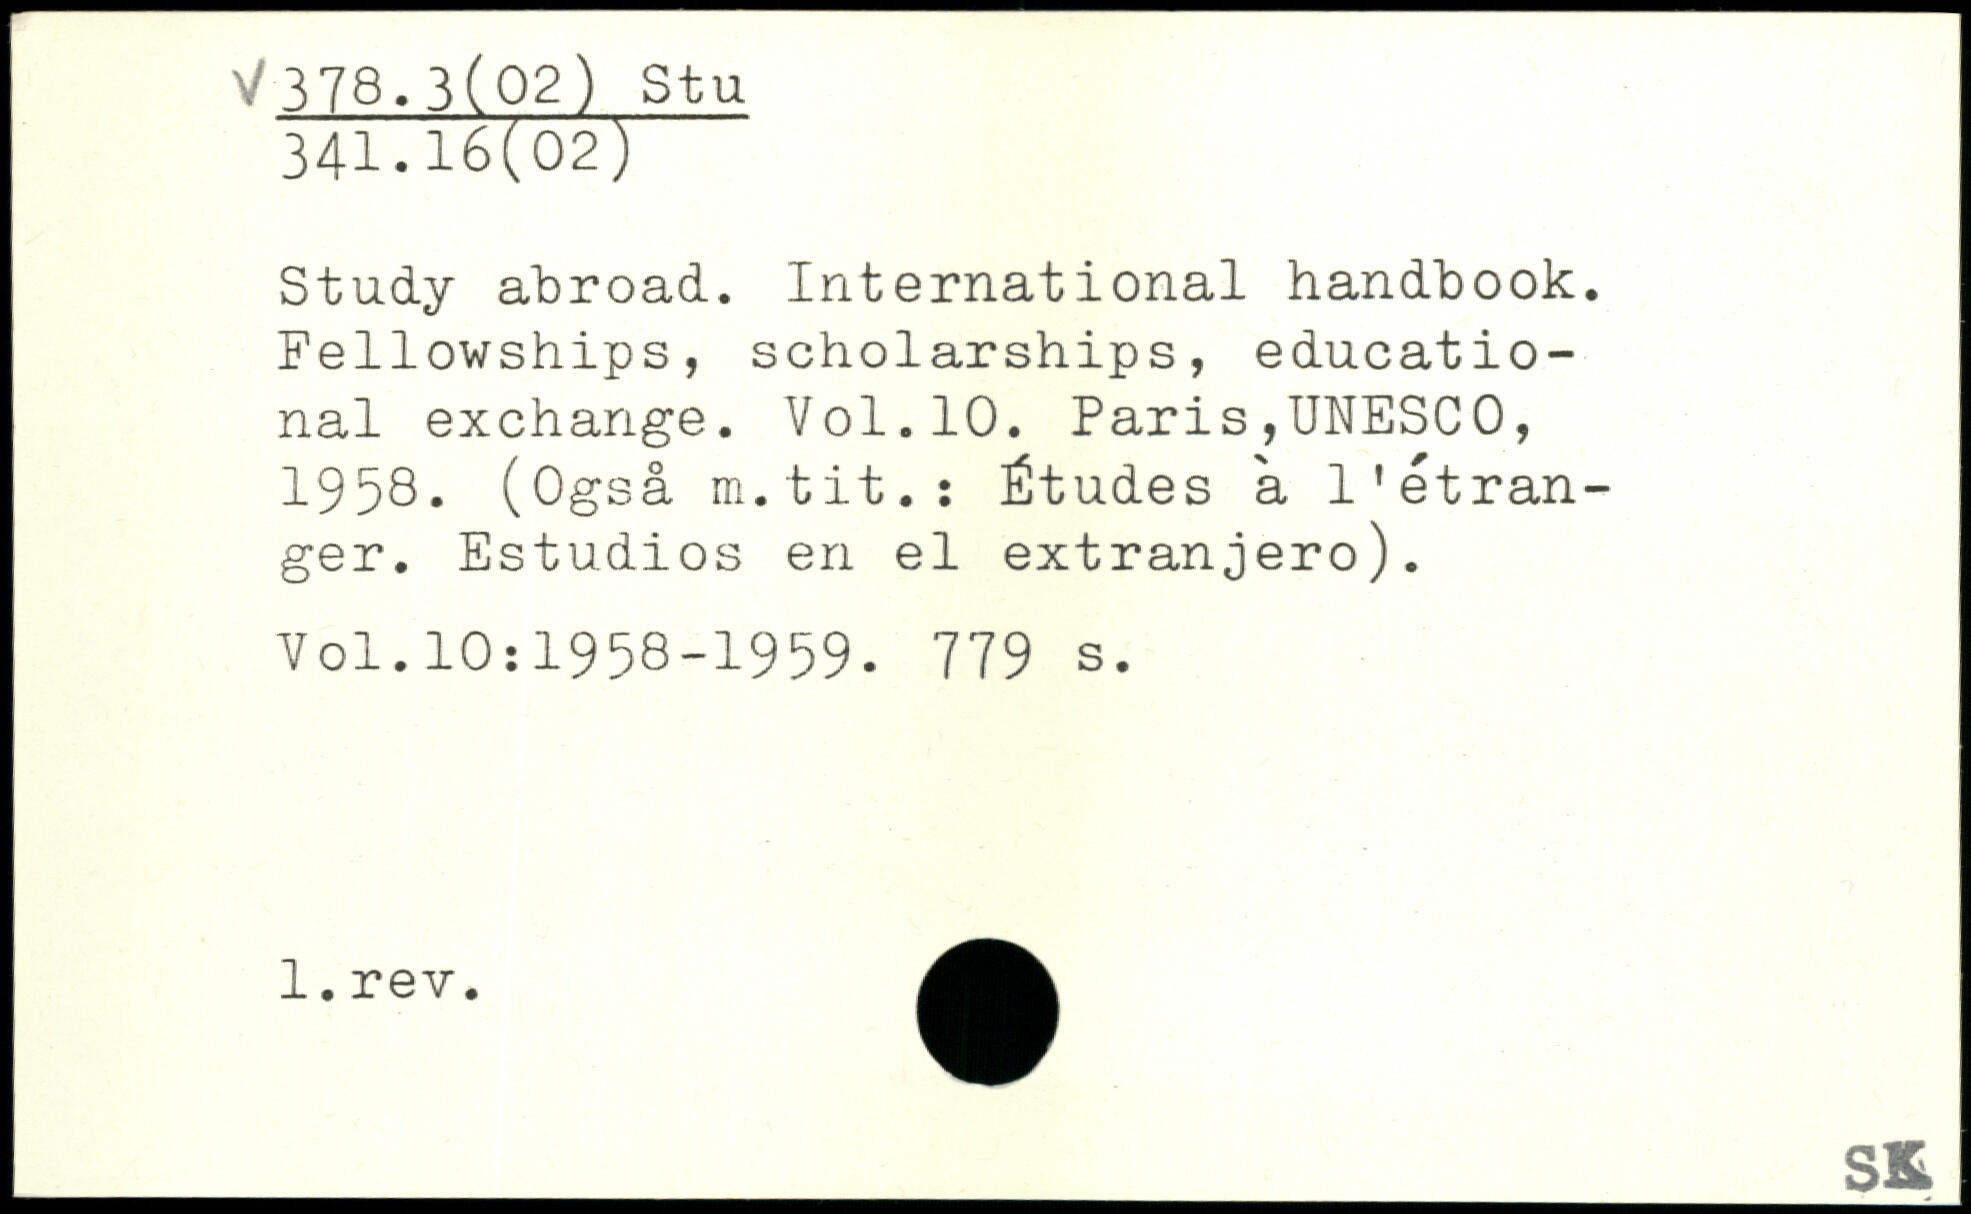 √ 378.3(02) Stu
341.16(02)
Study abroad. International handbook.
Fellowships, scholarships, educatio-
nal exchange. Vol.10. Paris,UNESCO,
1958. (Også m.tit.: Études à l'étran-
ger. Estudios en el extranjero).
Vol.10:1958-1959. 779 s.
1.rev.
SK